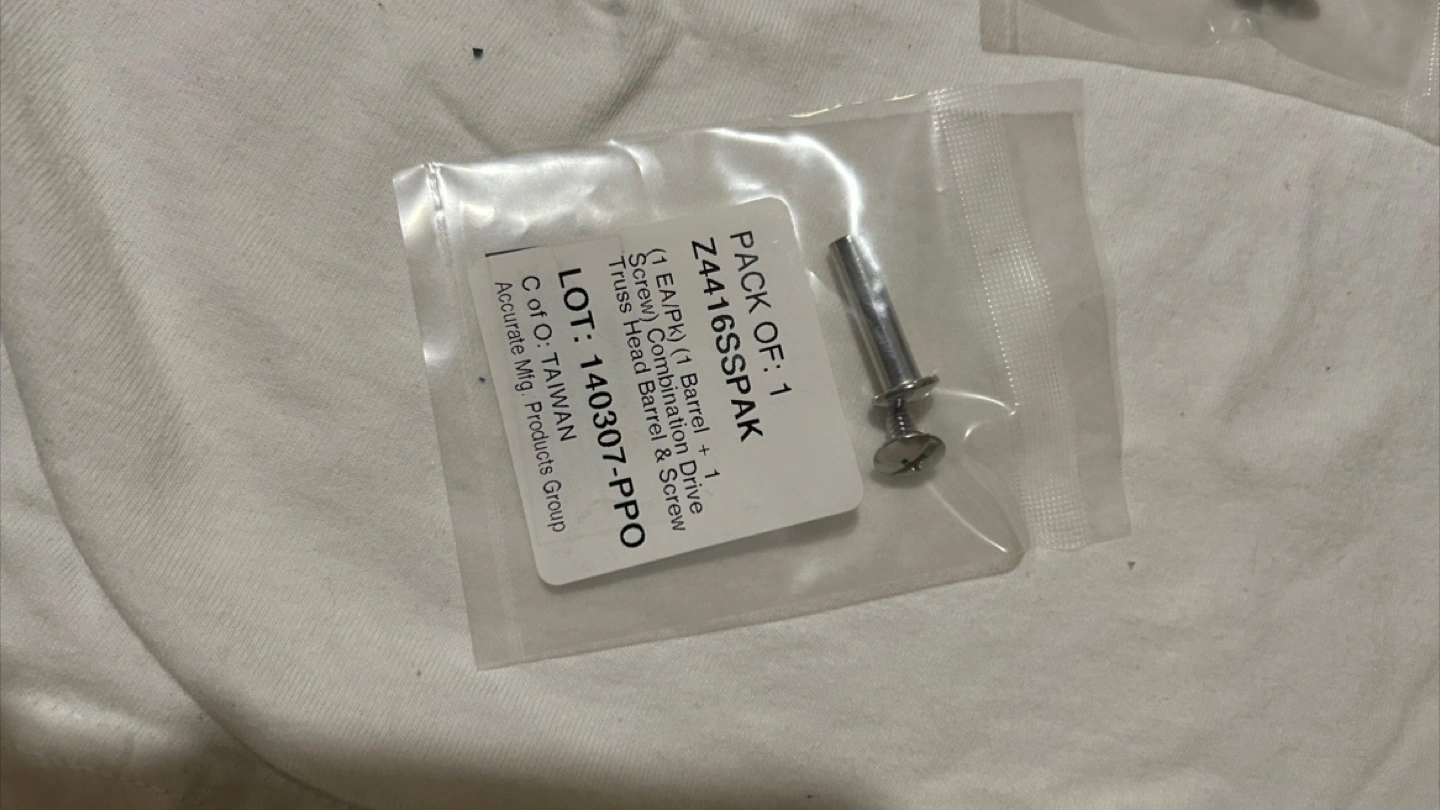 PACK OF: 1
Z4416SSPAK
(1 EA/PK) (1 Barrel + 1
Screw) Combination Drive
Truss Head Barrel & Screw
LOT: 140307-PPO
C of O: TAIWAN
Accurate Mfg. Products Group